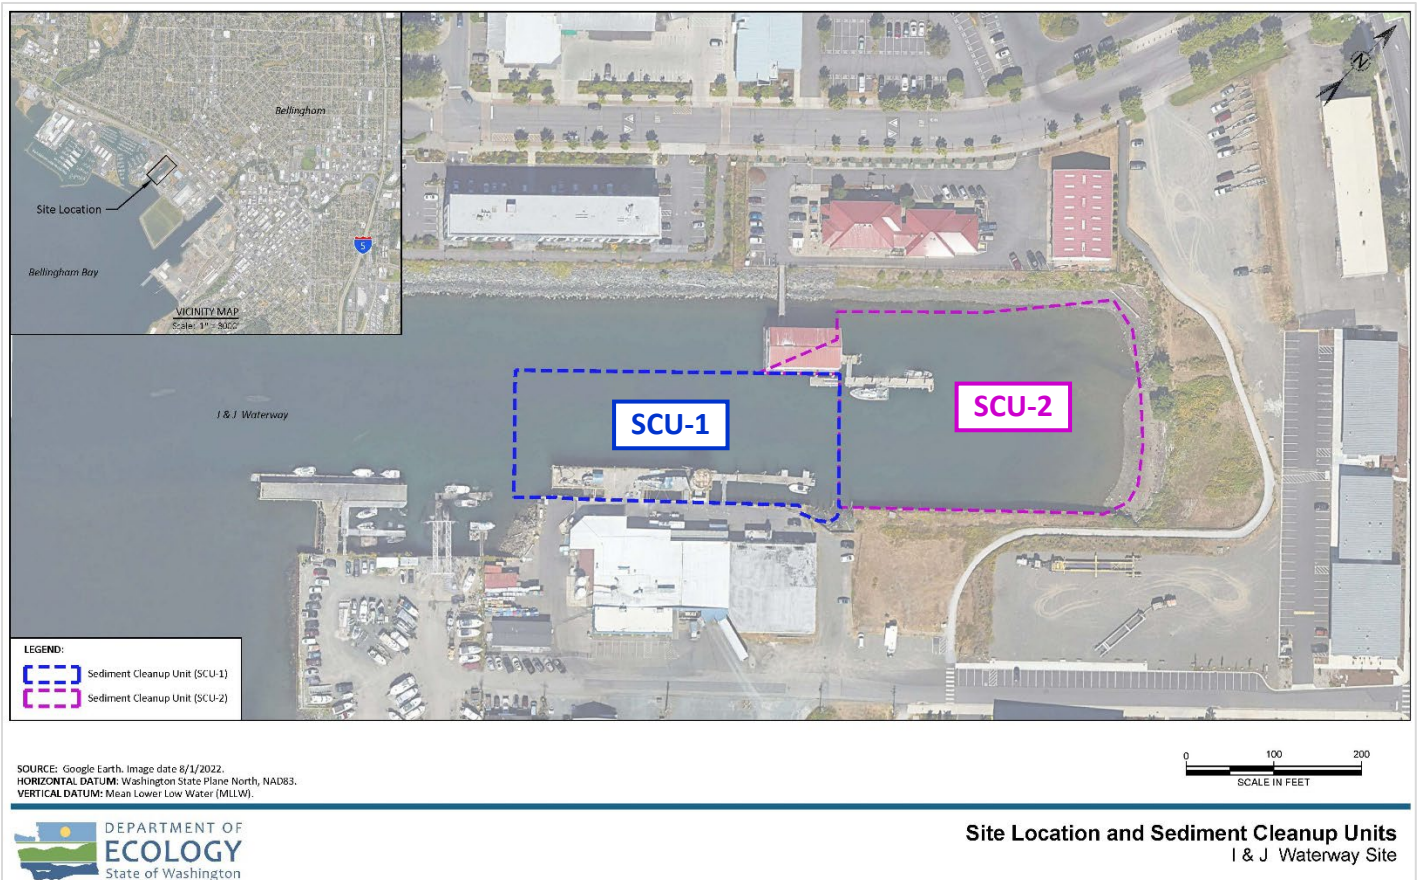 Bellingham
Site Location
5
Bellingham Bay
VICINITY MAP
Scale: 1" = 3000'
N
I & J Waterway
SCU-1
SCU-2
LEGEND:
Sediment Cleanup Unit (SCU-1)
Sediment Cleanup Unit (SCU-2)
SOURCE: Google Earth. Image date 8/1/2022.
HORIZONTAL DATUM: Washington State Plane North, NAD83.
VERTICAL DATUM: Mean Lower Low Water (MLLW).
0 100 200
SCALE IN FEET
DEPARTMENT OF
ECOLOGY
State of Washington
Site Location and Sediment Cleanup Units
I & J Waterway Site